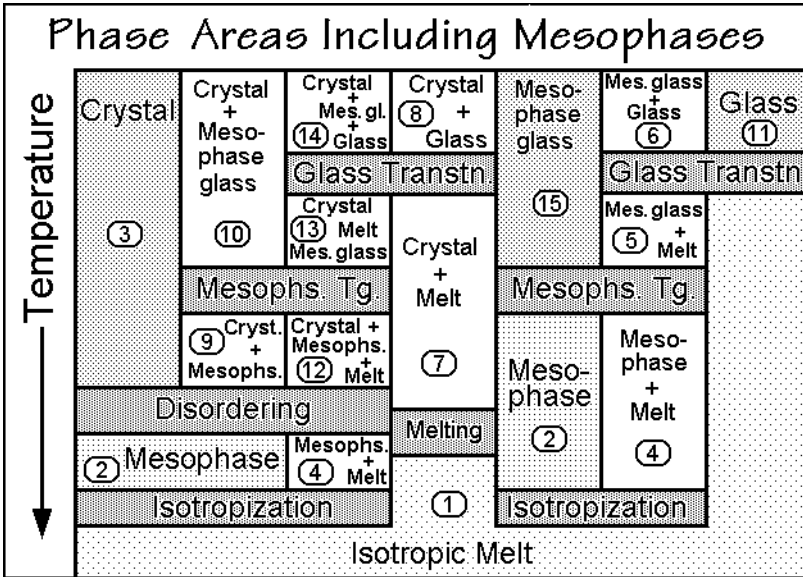 Phase Areas Including Mesophases
Temperature
Crystal
3
Crystal
+
Meso-
phase
glass
10
Crystal
+
Mes.gl.
+
14 Glass
Crystal
8 +
Glass
Meso-
phase
glass
15
Mes.glass
+
Glass
6
Glass
11
Glass Transtn.
Glass Transtn.
Crystal
13 Melt
Mes.glass
Crystal
+
Melt
7
Mes.glass
5 + Melt
Mesophs. Tg.
Mesophs. Tg.
9 Cryst.
+
Mesophs.
Crystal +
Mesophs.
12 + Melt
Meso-
phase
2
Meso-
phase
+
Melt
4
Disordering
Melting
2 Mesophase
Mesophs.
+
4 Melt
Isotropization
1
Isotropization
Isotropic Melt